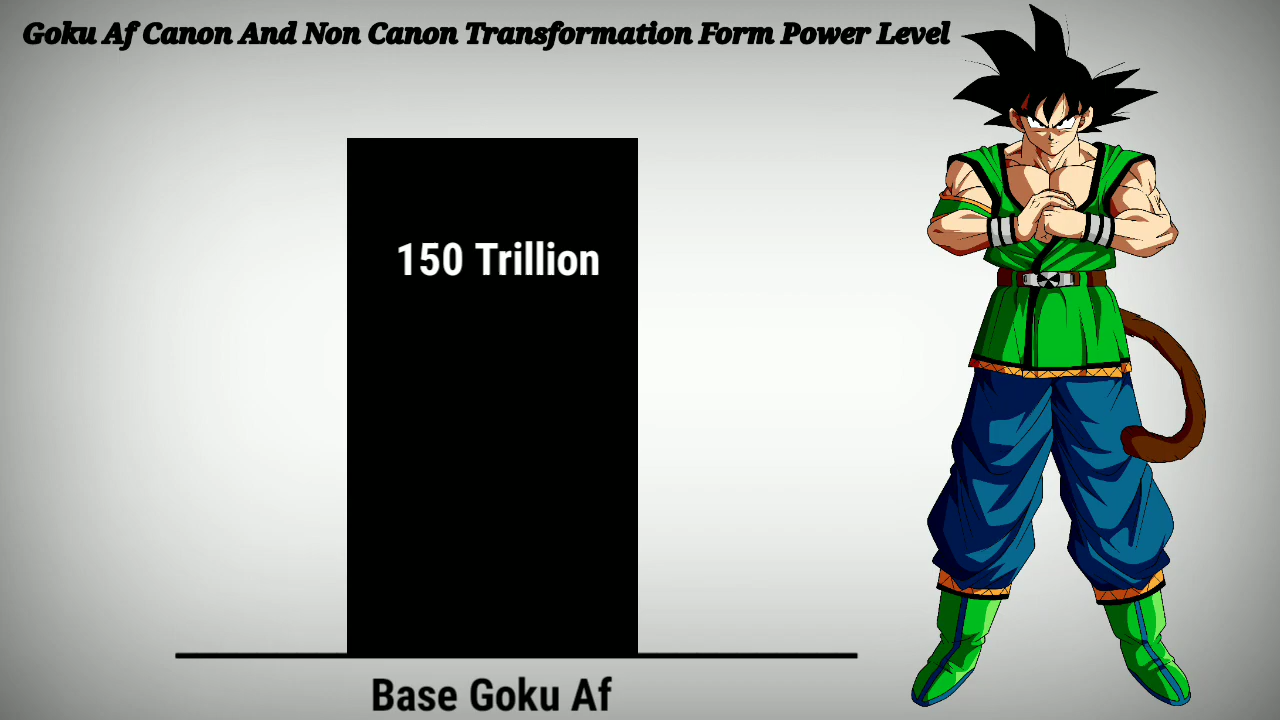 Goku Af Canon And Non Canon Transformation Form Power Level
150 Trillion
Base Goku Af